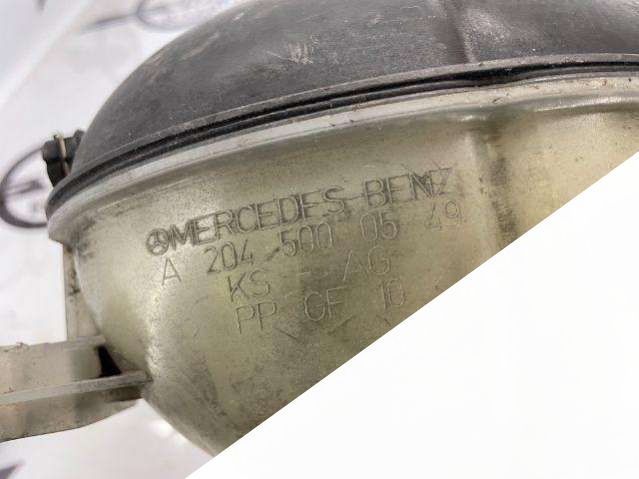 MERCEDES-BENZ
A 204 500 05 49
KS - AG
PP GF 10